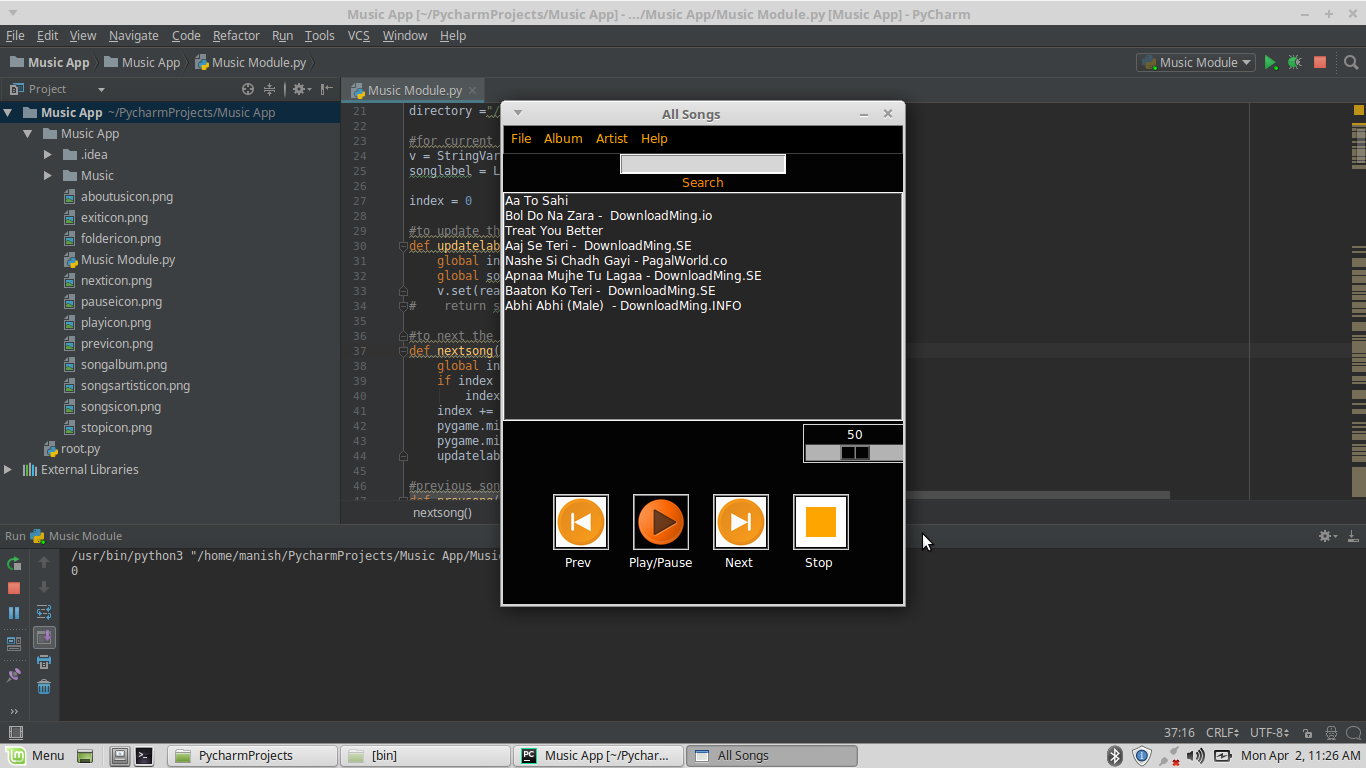 Music App [~/PycharmProjects/Music App] - .../Music App/Music Module.py [Music App] - PyCharm
File Edit View Navigate Code Refactor Run Tools VCS Window Help
Music App Music App Music Module.py Music Module
Project
Music Module.py
Music App ~/PycharmProjects/Music App
Music App
.idea
Music
aboutusicon.png
exiticon.png
foldericon.png
Music Module.py
nexticon.png
pauseicon.png
playicon.png
previcon.png
songalbum.png
songsartisticon.png
songsicon.png
stopicon.png
root.py
External Libraries
21 directory ="/
22
23 #for current
24 v = StringVar
25 songlabel = L
26
27 index = 0
28
29 #to update th
30 def updatelab
31 global in
32 global so
33 v.set(rea
34 # return s
35
36 #to next the
37 def nextsong(
38 global in
39 if index
40 index
41 index +=
42 pygame.mi
43 pygame.mi
44 updatelab
45
46 #previous son
47 def prevsong(
nextsong()
All Songs
File Album Artist Help
Search
Aa To Sahi
Bol Do Na Zara -  DownloadMing.io
Treat You Better
Aaj Se Teri -  DownloadMing.SE
Nashe Si Chadh Gayi - PagalWorld.co
Apnaa Mujhe Tu Lagaa - DownloadMing.SE
Baaton Ko Teri -  DownloadMing.SE
Abhi Abhi (Male)  - DownloadMing.INFO
50
Prev Play/Pause Next Stop
Run Music Module
/usr/bin/python3 "/home/manish/PycharmProjects/Music App/Musi
0
37:16 CRLF UTF-8
Menu PycharmProjects [bin] Music App [~/Pychar... All Songs Mon Apr 2, 11:26 AM